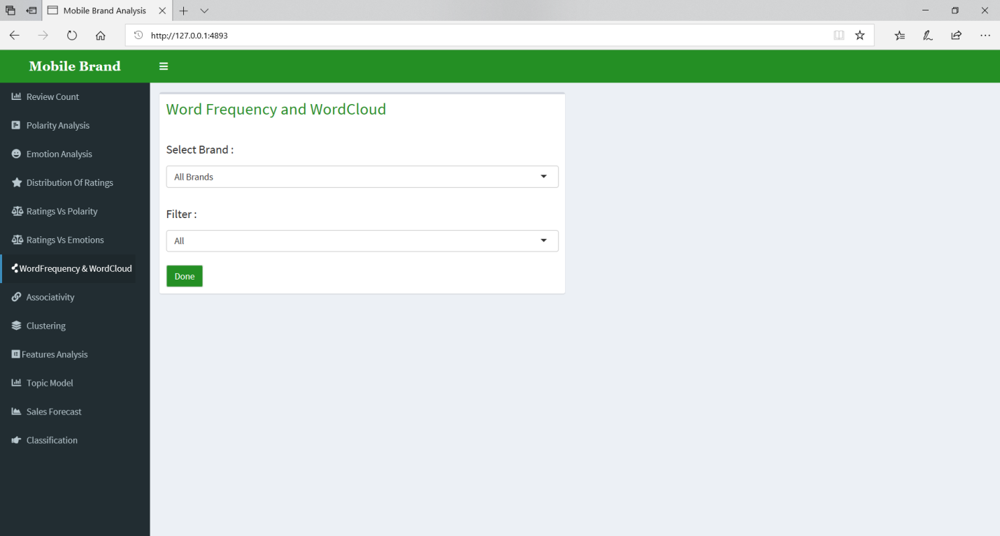 Mobile Brand Analysis
http://127.0.0.1:4893
Mobile Brand
Review Count
Polarity Analysis
Emotion Analysis
Distribution Of Ratings
Ratings Vs Polarity
Ratings Vs Emotions
WordFrequency & WordCloud
Associativity
Clustering
Features Analysis
Topic Model
Sales Forecast
Classification
Word Frequency and WordCloud
Select Brand :
All Brands
Filter :
All
Done